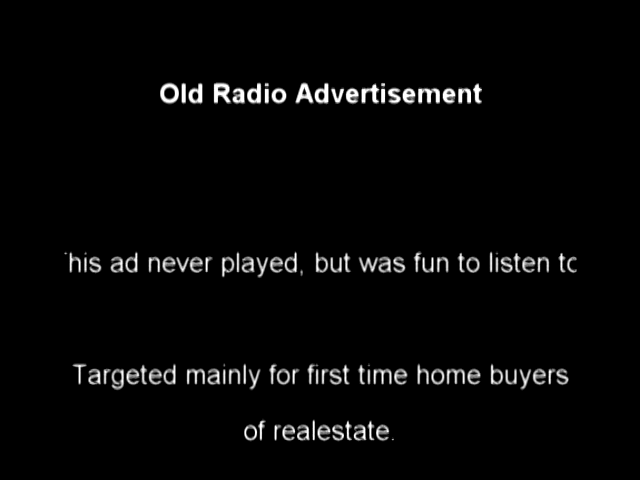 Old Radio Advertisement
his ad never played, but was fun to listen to
Targeted mainly for first time home buyers
of realestate.